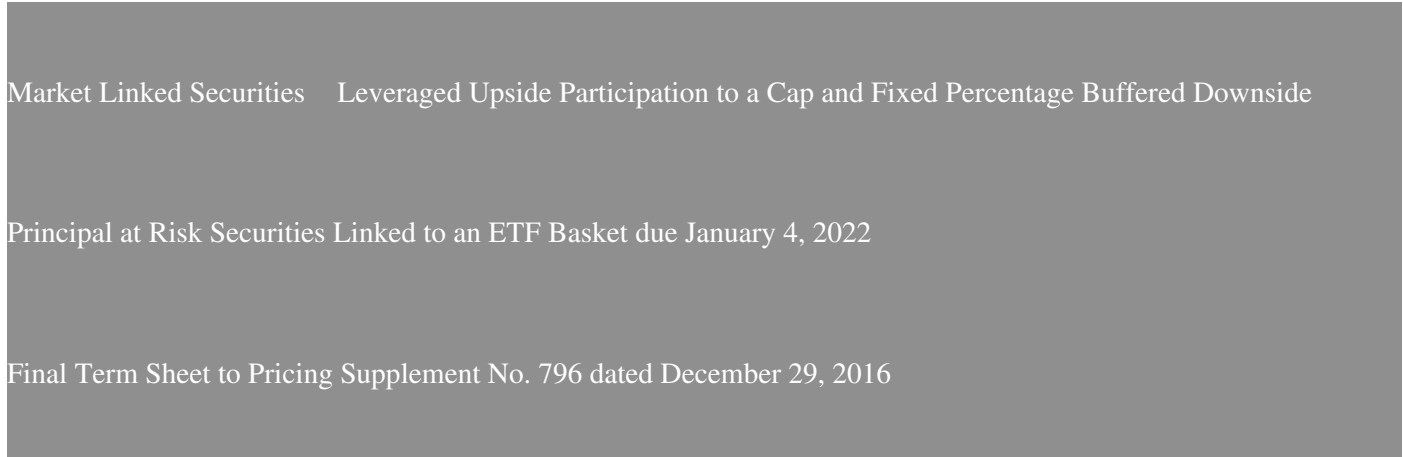 Market Linked Securities Leveraged Upside Participation to a Cap and Fixed Percentage Buffered Downside
Principal at Risk Securities Linked to an ETF Basket due January 4, 2022
Final Term Sheet to Pricing Supplement No. 796 dated December 29, 2016